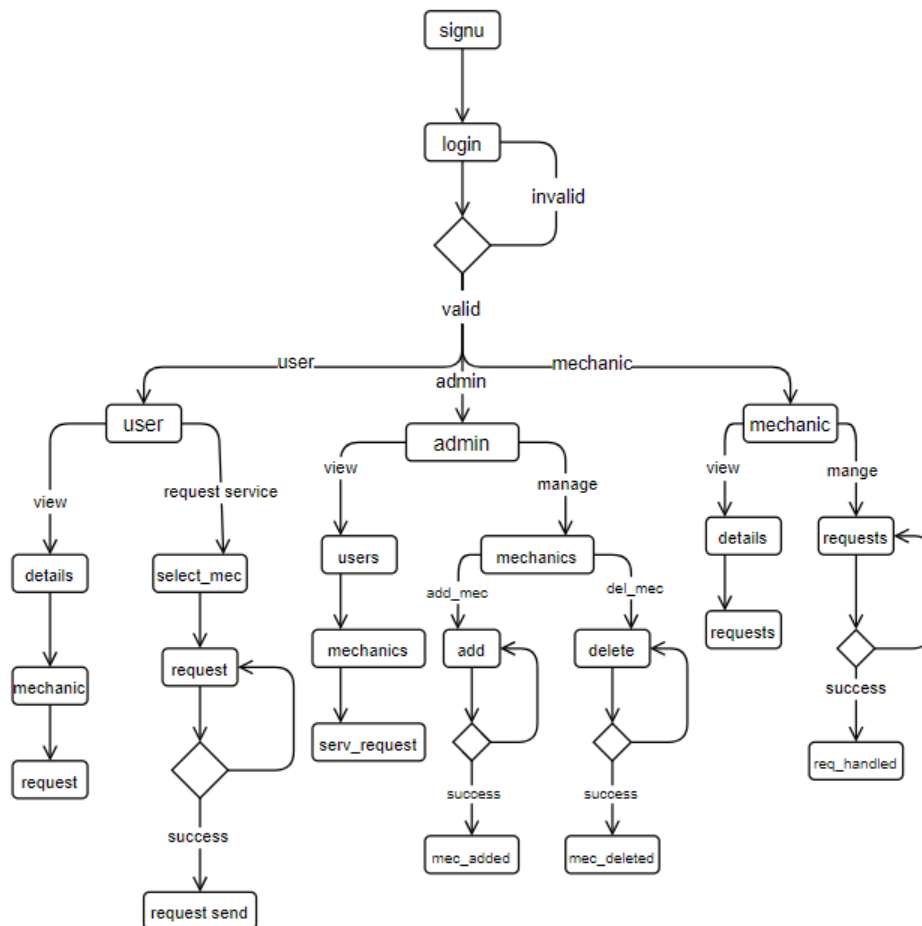 signu
login
invalid
valid
user
admin
mechanic
user
admin
mechanic
view
request service
view
manage
view
mange
details
select_mec
users
mechanics
details
requests
add_mec
del_mec
mechanic
request
mechanics
add
delete
requests
request
serv_request
success
success
success
req_handled
success
mec_added
mec_deleted
request send